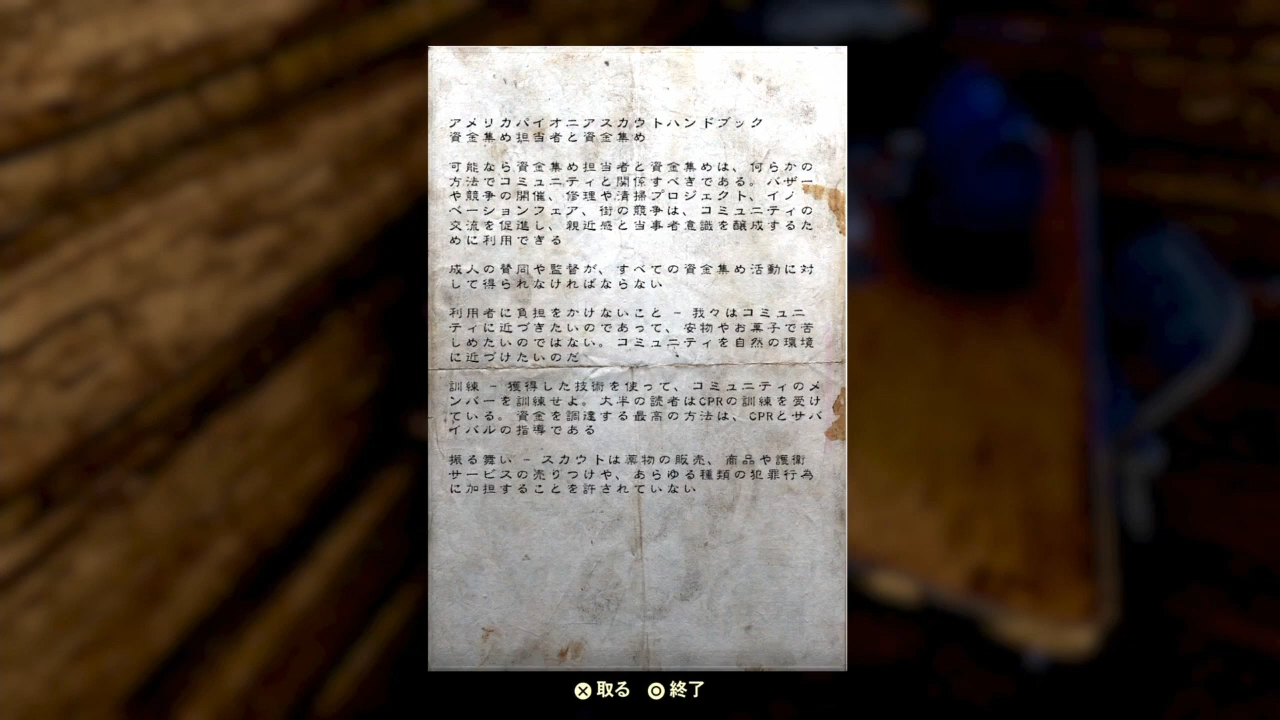 アメリカパイオニアスカウトハンドブック
資金集め担当者と資金集め
可能なら資金集め担当者と資金集めは、何らかの
方法でコミュニティと関係すべきである。バザー
や競争の開催、修理や清掃プロジェクト、イノ
ベーションフェア、街の競争は、コミュニティの
交流を促進し、親近感と当事者意識を醸成するた
めに利用できる
成人の賛同や監督が、すべての資金集め活動に対
して得られなければならない
利用者に負担をかけないこと - 我々はコミュニ
ティに近づきたいのであって、安物やお菓子で苦
しめたいのではない。コミュニティを自然の環境
に近づけたいのだ
訓練 - 獲得した技術を使って、コミュニティのメ
ンバーを訓練せよ。大半の読者はCPRの訓練を受け
ている。資金を調達する最高の方法は、CPRとサバ
イバルの指導である
振る舞い - スカウトは薬物の販売、商品や護衛
サービスの売りつけや、あらゆる種類の犯罪行為
に加担することを許されていない
取る 終了